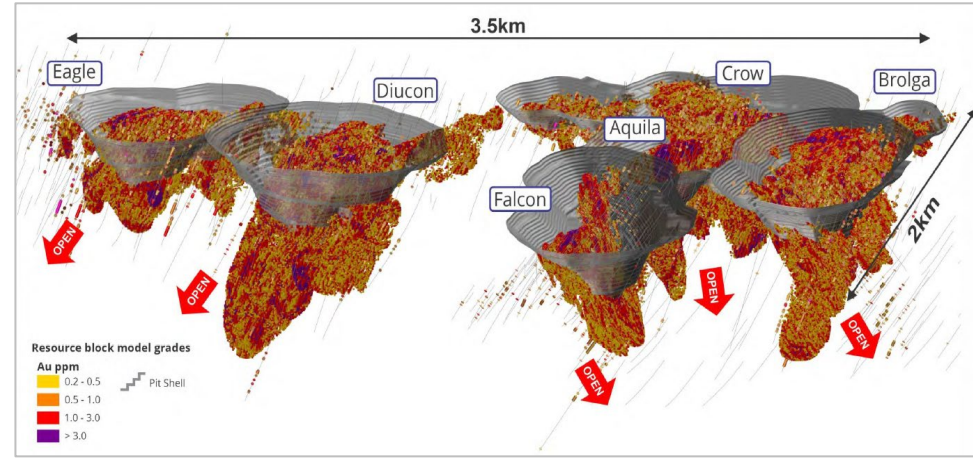 3.5km
Eagle
Diucon
Crow
Brolga
Aquila
Falcon
2km
OPEN
OPEN
OPEN
OPEN
OPEN
Resource block model grades
Au ppm
0.2 - 0.5
Pit Shell
0.5 - 1.0
1.0 - 3.0
> 3.0